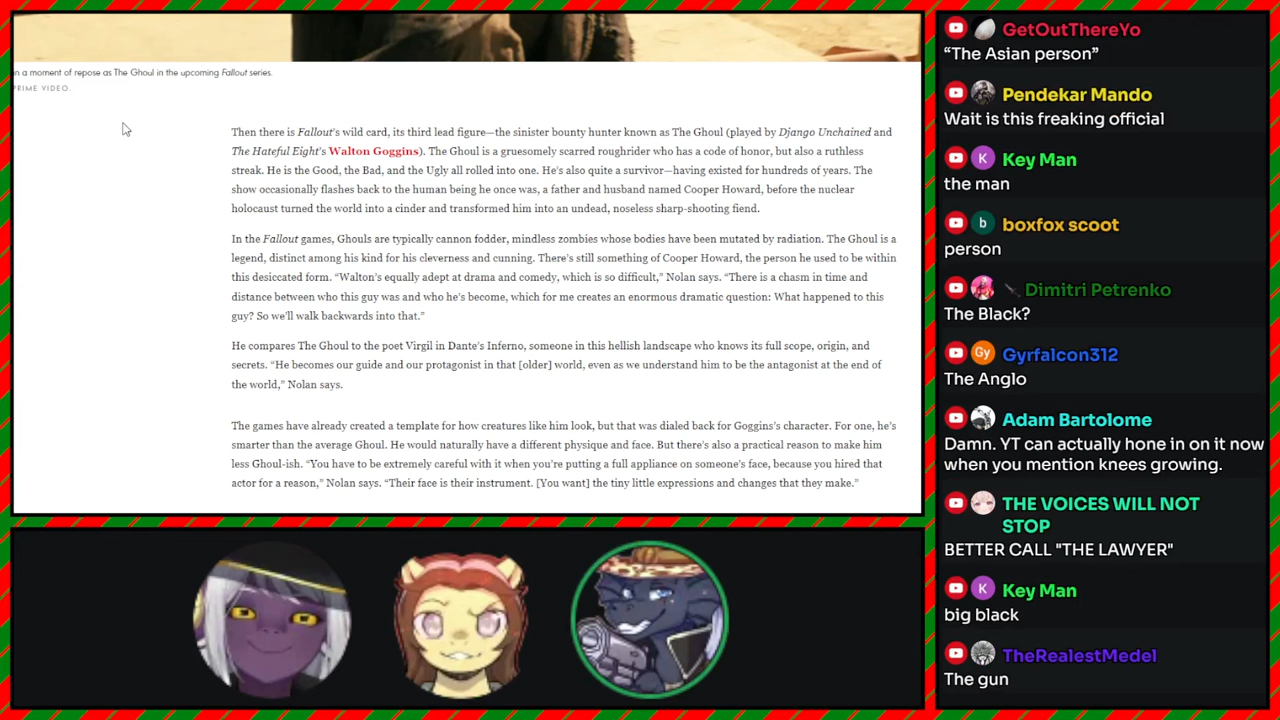 n a moment of repose as The Ghoul in the upcoming Fallout series.
PRIME VIDEO.
Then there is Fallout's wild card, its third lead figure—the sinister bounty hunter known as The Ghoul (played by Django Unchained and
The Hateful Eight's Walton Goggins). The Ghoul is a gruesomely scarred roughrider who has a code of honor, but also a ruthless
streak. He is the Good, the Bad, and the Ugly all rolled into one. He's also quite a survivor—having existed for hundreds of years. The
show occasionally flashes back to the human being he once was, a father and husband named Cooper Howard, before the nuclear
holocaust turned the world into a cinder and transformed him into an undead, noseless sharp-shooting fiend.
In the Fallout games, Ghouls are typically cannon fodder, mindless zombies whose bodies have been mutated by radiation. The Ghoul is a
legend, distinct among his kind for his cleverness and cunning. There's still something of Cooper Howard, the person he used to be within
this desiccated form. “Walton's equally adept at drama and comedy, which is so difficult,” Nolan says. “There is a chasm in time and
distance between who this guy was and who he's become, which for me creates an enormous dramatic question: What happened to this
guy? So we'll walk backwards into that.”
He compares The Ghoul to the poet Virgil in Dante's Inferno, someone in this hellish landscape who knows its full scope, origin, and
secrets. “He becomes our guide and our protagonist in that [older] world, even as we understand him to be the antagonist at the end of
the world,” Nolan says.
The games have already created a template for how creatures like him look, but that was dialed back for Goggins's character. For one, he's
smarter than the average Ghoul. He would naturally have a different physique and face. But there's also a practical reason to make him
less Ghoul-ish. “You have to be extremely careful with it when you're putting a full appliance on someone's face, because you hired that
actor for a reason,” Nolan says. “Their face is their instrument. [You want] the tiny little expressions and changes that they make.”
GetOutThereYo
“The Asian person”
Pendekar Mando
Wait is this freaking official
K Key Man
the man
b boxfox scoot
person
Dimitri Petrenko
The Black?
Gy Gyrfalcon312
The Anglo
Adam Bartolome
Damn. YT can actually hone in on it now
when you mention knees growing.
THE VOICES WILL NOT
STOP
BETTER CALL "THE LAWYER"
K Key Man
big black
TheRealestMedel
The gun